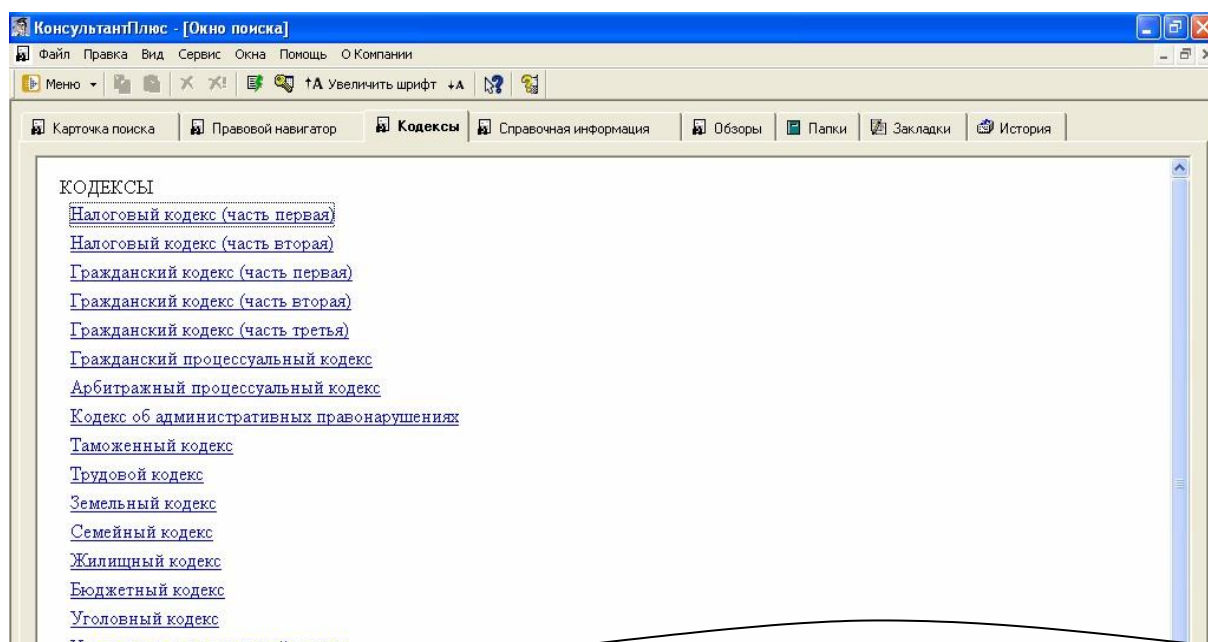 КонсультантПлюс - [Окно поиска]
Файл Правка Вид Сервис Окна Помощь О Компании
Меню Увеличить шрифт
Карточка поиска Правовой навигатор Кодексы Справочная информация Обзоры Папки Закладки История
КОДЕКСЫ
Налоговый кодекс (часть первая)
Налоговый кодекс (часть вторая)
Гражданский кодекс (часть первая)
Гражданский кодекс (часть вторая)
Гражданский кодекс (часть третья)
Гражданский процессуальный кодекс
Арбитражный процессуальный кодекс
Кодекс об административных правонарушениях
Таможенный кодекс
Трудовой кодекс
Земельный кодекс
Семейный кодекс
Жилищный кодекс
Бюджетный кодекс
Уголовный кодекс